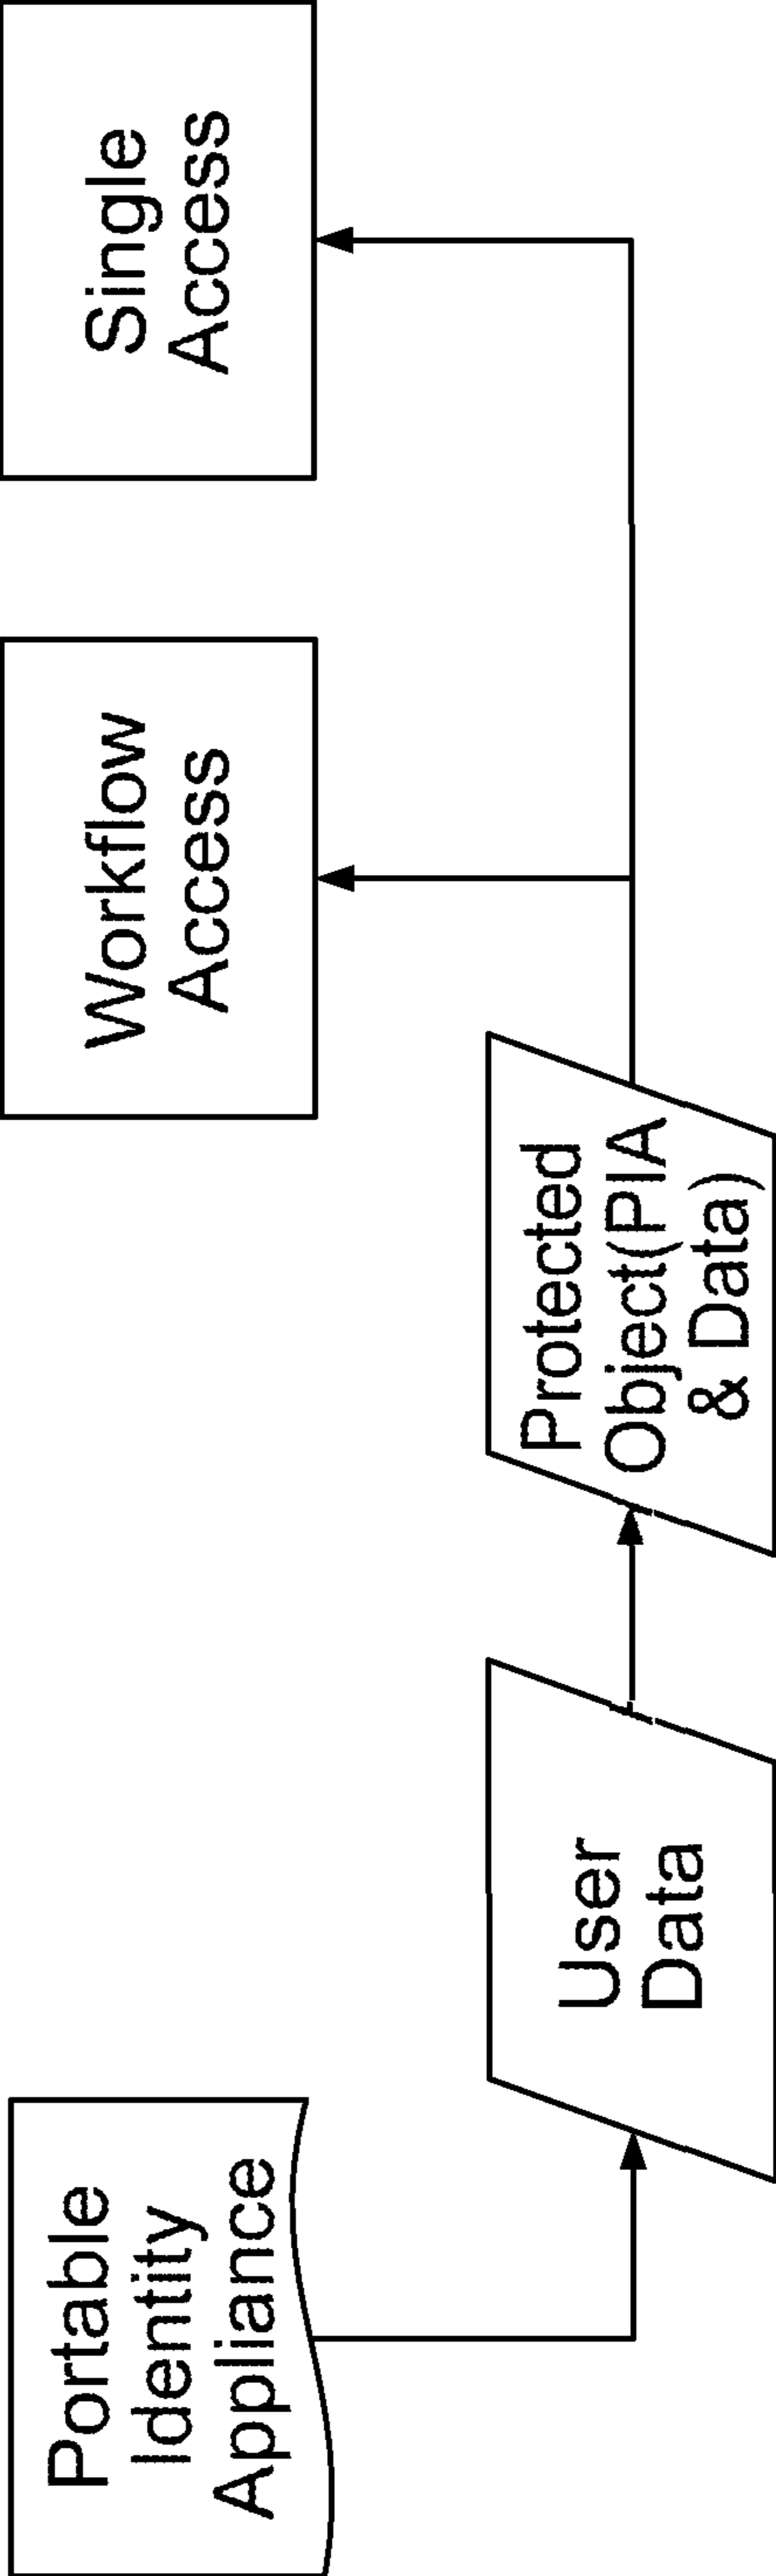 Portable
Identity
Appliance
User
Data
Protected
Object(PIA
& Data)
Workflow
Access
Single
Access